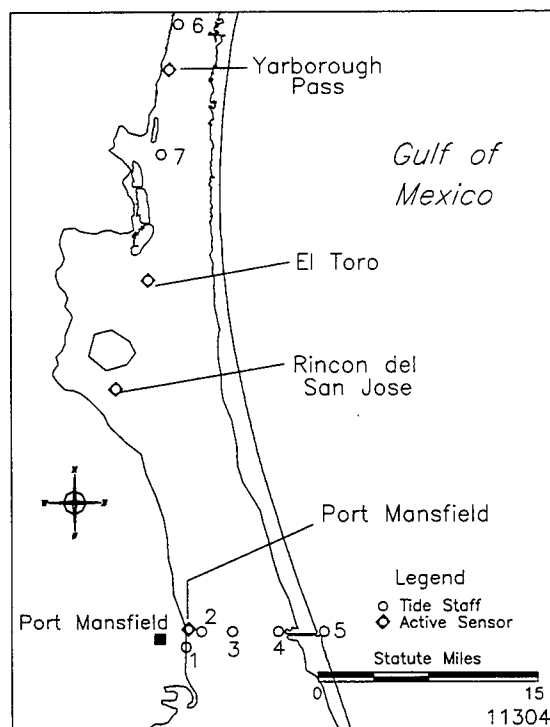 6
Yarborough
Pass
7
Gulf of
Mexico
El Toro
Rincon del
San Jose
Port Mansfield
Legend
Port Mansfield
2
3
4
5
Tide Staff
Active Sensor
1
Statute Miles
0
15
11304